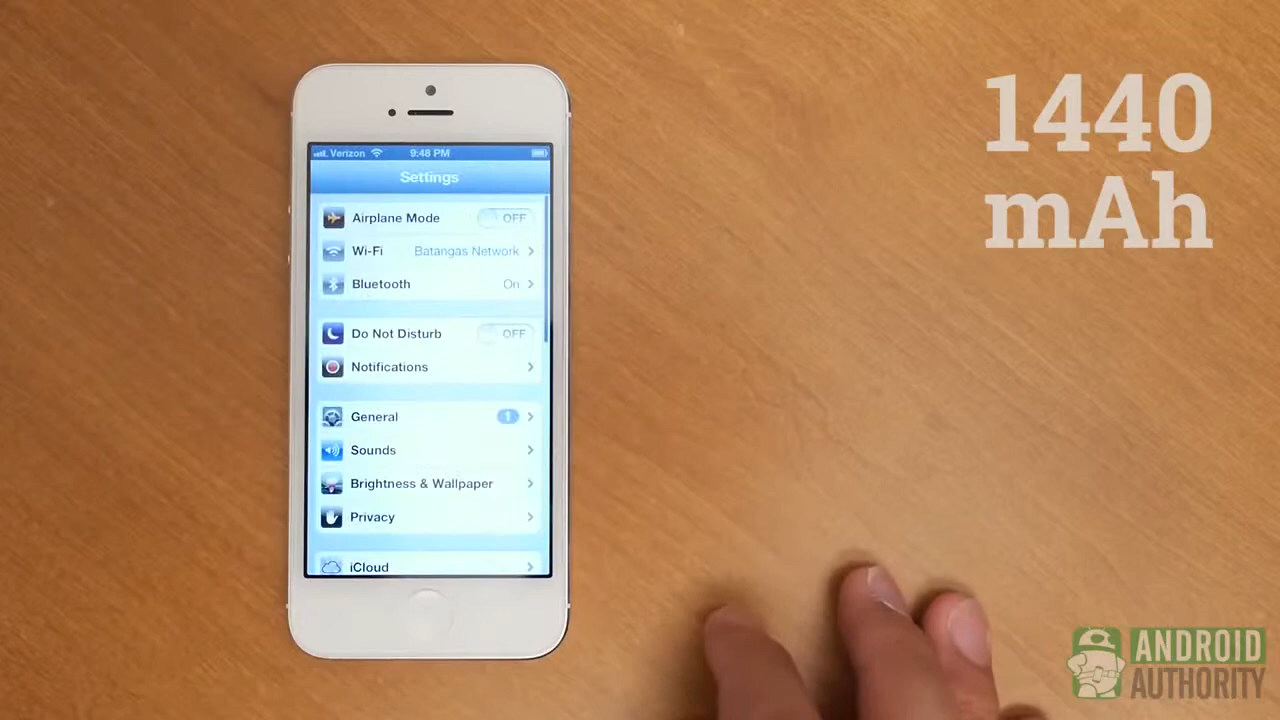 Verizon 9:48 PM
Settings
Airplane Mode OFF
Wi-Fi Batangas Network
Bluetooth On
Do Not Disturb OFF
Notifications
General 1
Sounds
Brightness & Wallpaper
Privacy
iCloud
1440
mAh
ANDROID
AUTHORITY